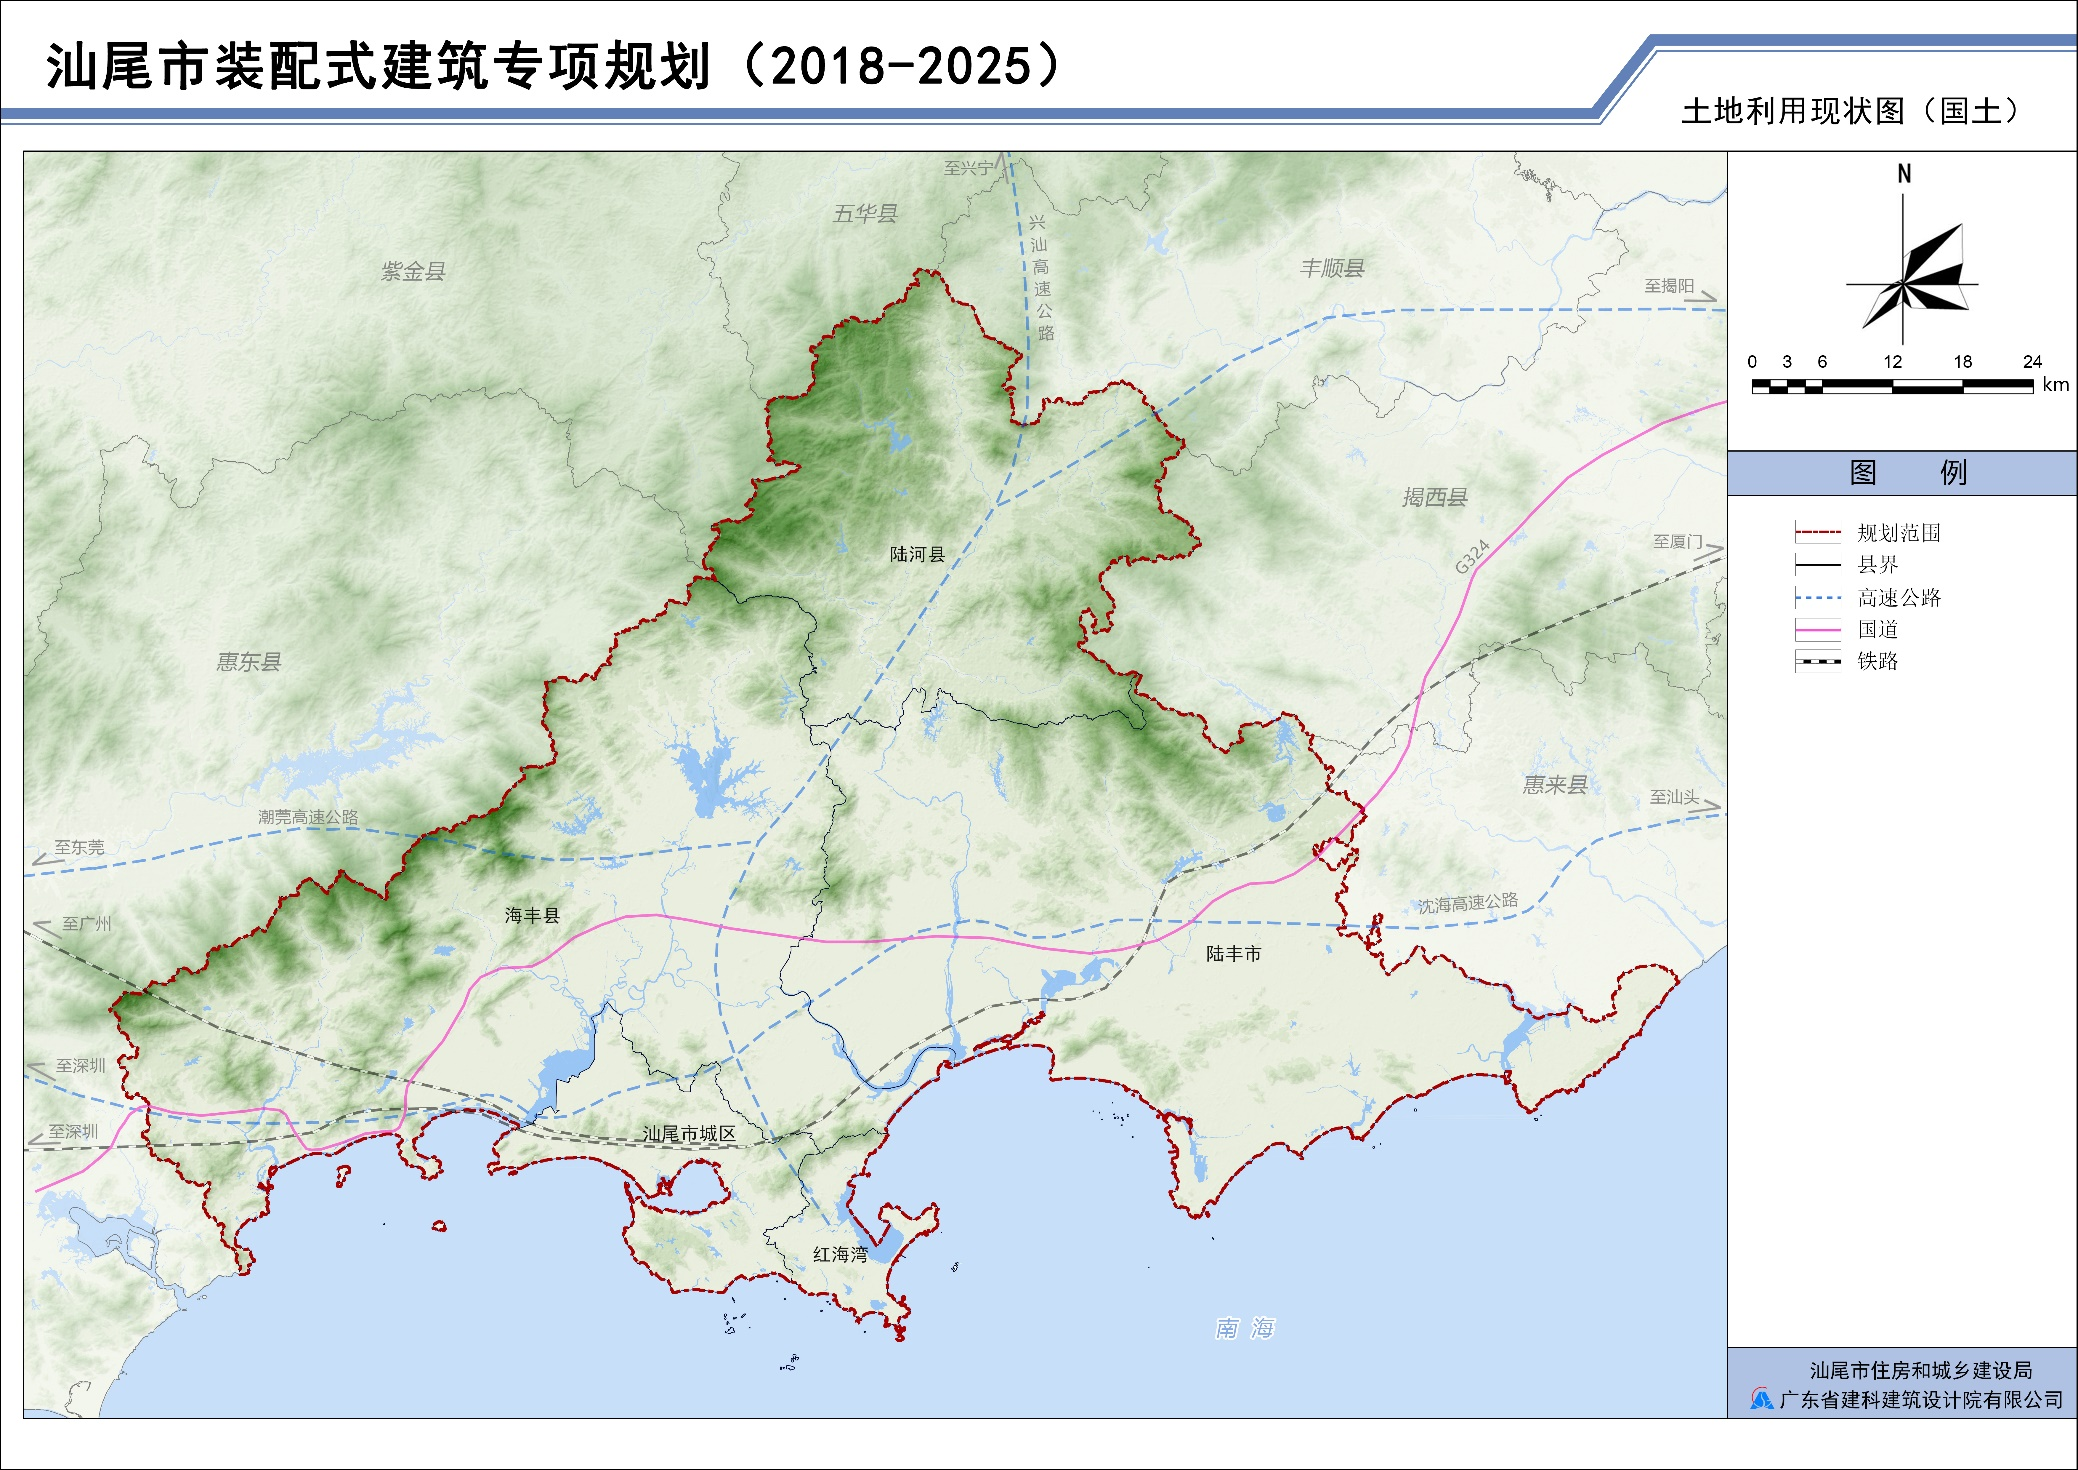 汕尾市装配式建筑专项规划（2018-2025）
土地利用现状图（国土）
至兴宁
五华县
兴汕高速公路
紫金县
丰顺县
至揭阳
N
0 3 6 12 18 24 km
图 例
规划范围
县界
高速公路
国道
铁路
揭西县
G324
至厦门
陆河县
惠东县
惠来县
至汕头
潮莞高速公路
至东莞
沈海高速公路
至广州
海丰县
陆丰市
至深圳
至深圳
汕尾市城区
红海湾
南 海
汕尾市住房和城乡建设局
广东省建科建筑设计院有限公司